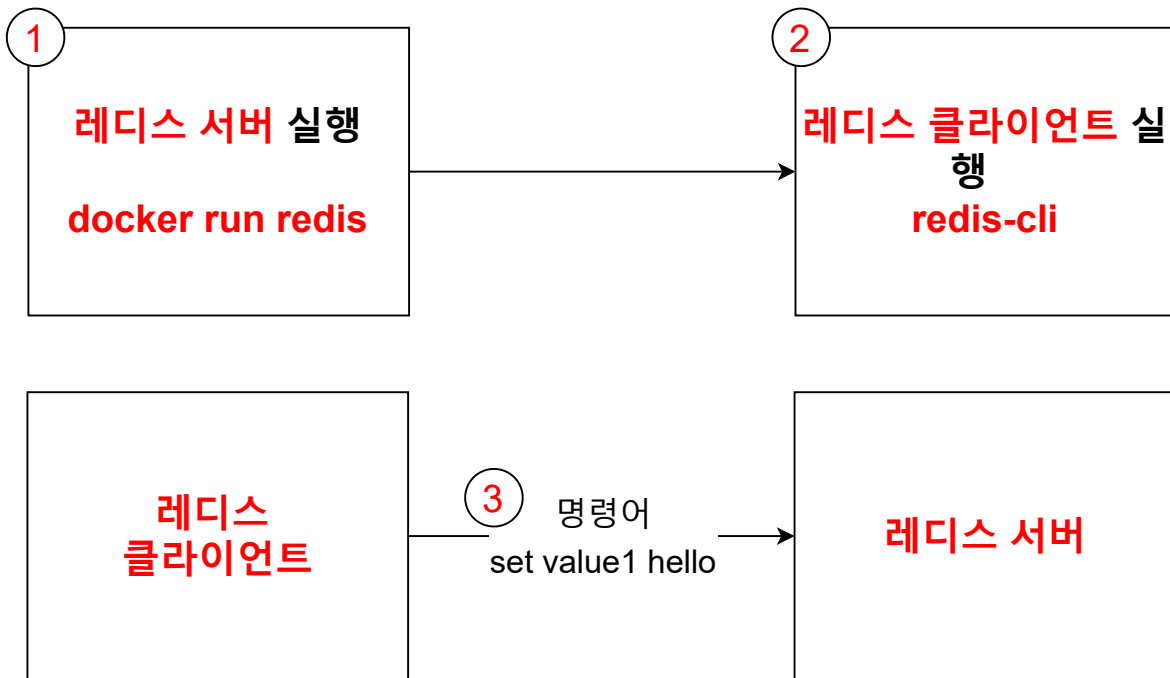 1
레디스 서버 실행
docker run redis
2
레디스 클라이언트 실
행
redis-cli
레디스
클라이언트
3
명령어
set value1 hello
레디스 서버